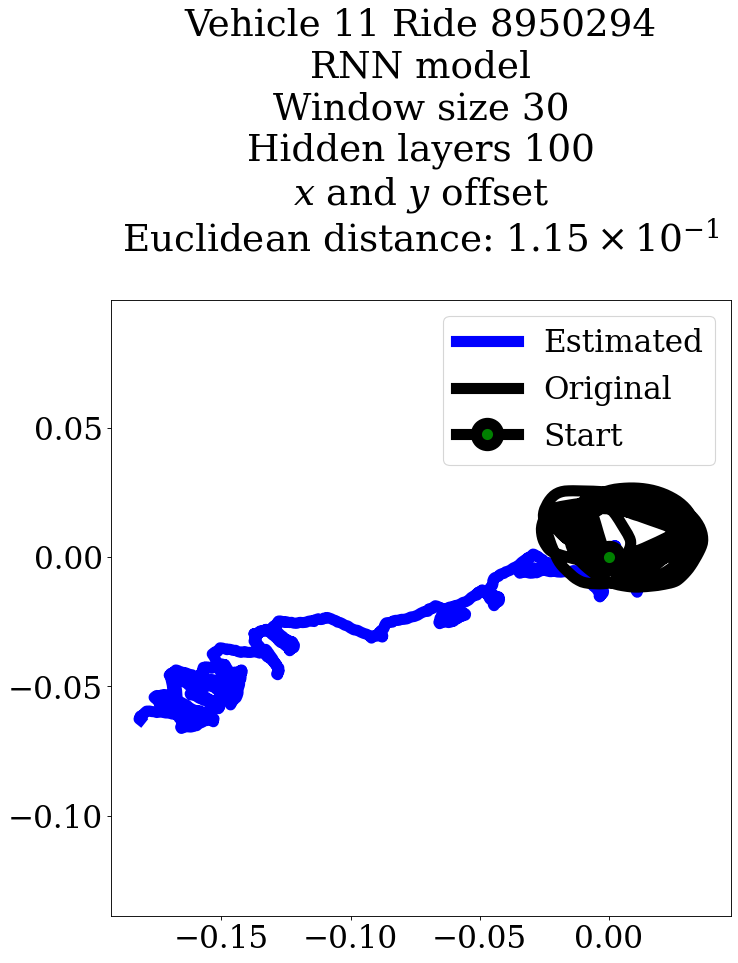 Vehicle 11 Ride 8950294
RNN model
Window size 30
Hidden layers 100
x and y offset
Euclidean distance: 1.15 × 10⁻¹
Estimated
Original
Start
0.05
0.00
−0.05
−0.10
−0.15 −0.10 −0.05 0.00